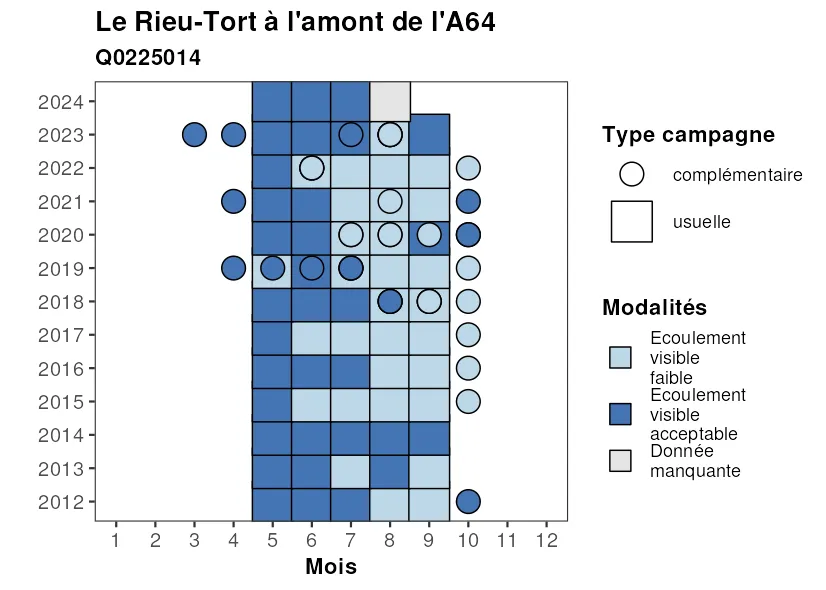 Le Rieu-Tort à l'amont de l'A64
Q0225014
2024
2023
2022
2021
2020
2019
2018
2017
2016
2015
2014
2013
2012
1 2 3 4 5 6 7 8 9 10 11 12
Mois
Type campagne
complémentaire
usuelle
Modalités
Ecoulement
visible
faible
Ecoulement
visible
acceptable
Donnée
manquante